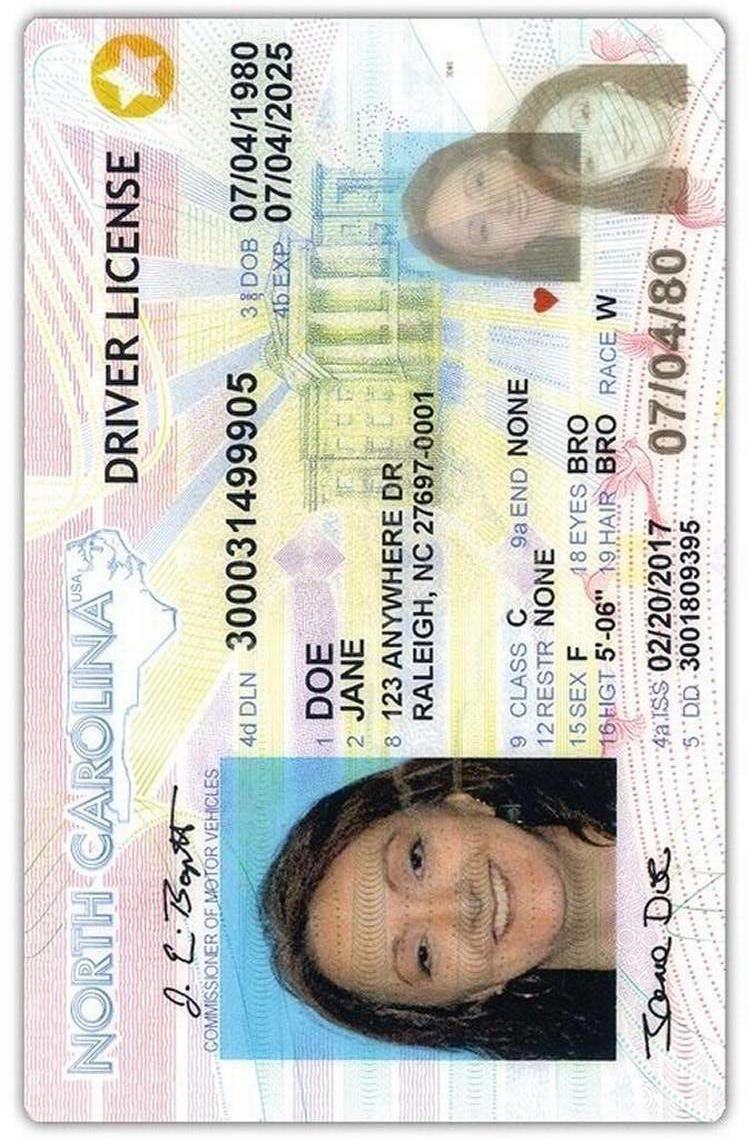 NORTH CAROLINA USA
DRIVER LICENSE
J. E. Boyett
COMMISSIONER OF MOTOR VEHICLES
4d DLN 300031499905
3 DOB 07/04/1980
4b EXP 07/04/2025
1 DOE
2 JANE
8 123 ANYWHERE DR
RALEIGH, NC 27697-0001
9 CLASS C 9a END NONE
12 RESTR NONE
15 SEX F 18 EYES BRO
16 HGT 5'-06" 19 HAIR BRO RACE W
07/04/80
4a ISS 02/20/2017
5 DD 3001809395
Jane Doe